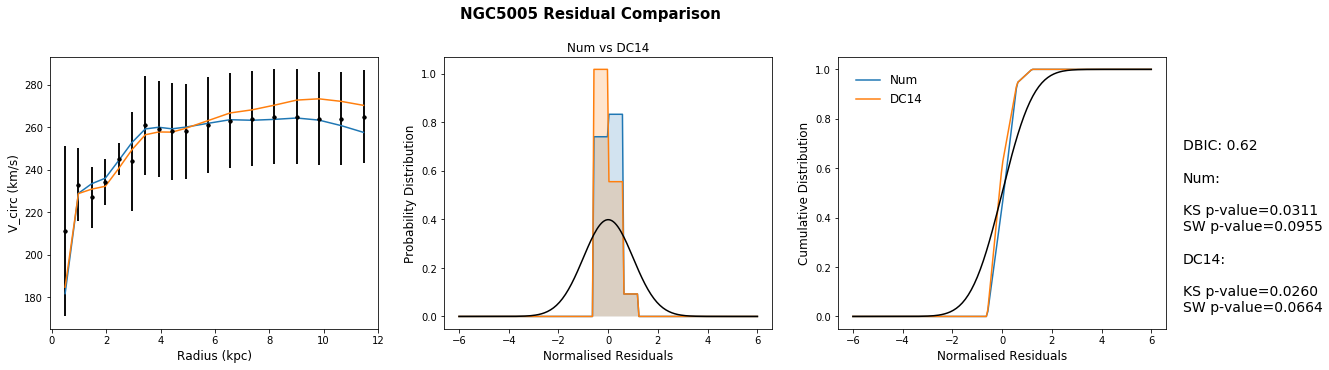 NGC5005 Residual Comparison
V_circ (km/s)
280
260
240
220
200
180
0
2
4
6
8
10
12
Radius (kpc)
Num vs DC14
Probability Distribution
1.0
0.8
0.6
0.4
0.2
0.0
−6
−4
−2
0
2
4
6
Normalised Residuals
Cumulative Distribution
1.0
0.8
0.6
0.4
0.2
0.0
Num
DC14
−6
−4
−2
0
2
4
6
Normalised Residuals
DBIC: 0.62
Num:
KS p-value=0.0311
SW p-value=0.0955
DC14:
KS p-value=0.0260
SW p-value=0.0664